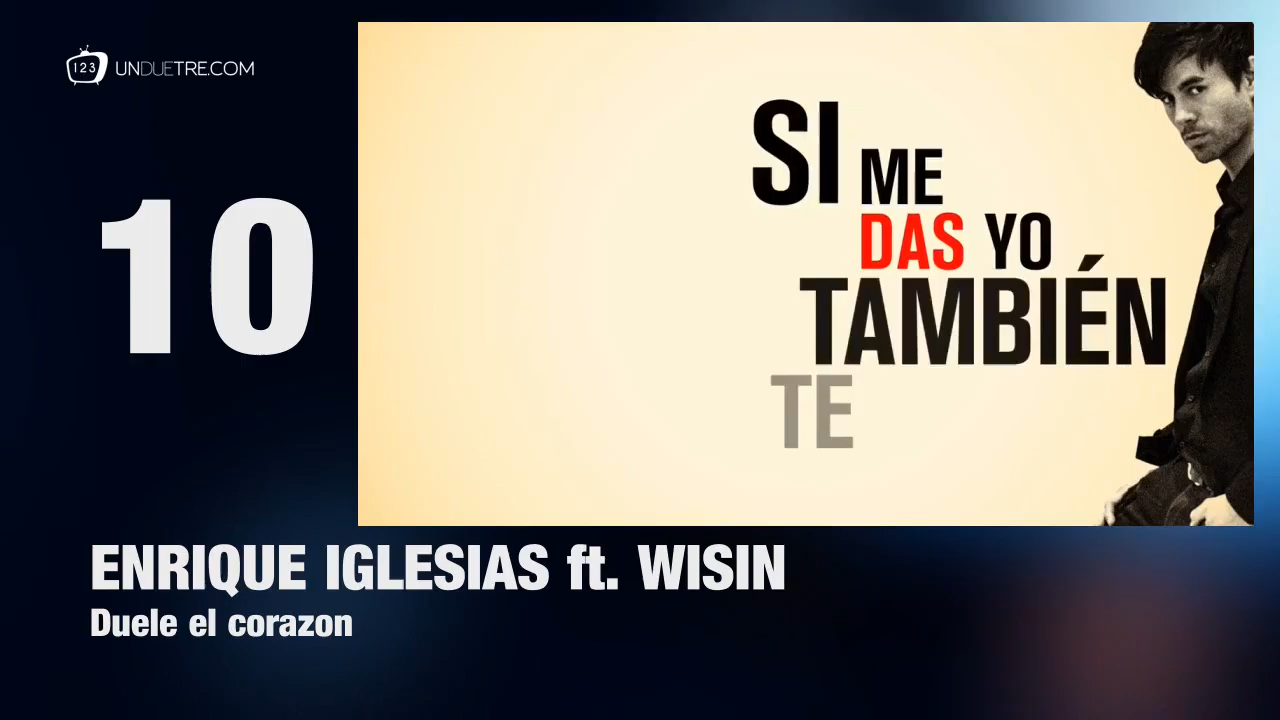 123 UNDUETRE.COM
10
SI ME
DAS YO
TAMBIÉN
TE
ENRIQUE IGLESIAS ft. WISIN
Duele el corazon